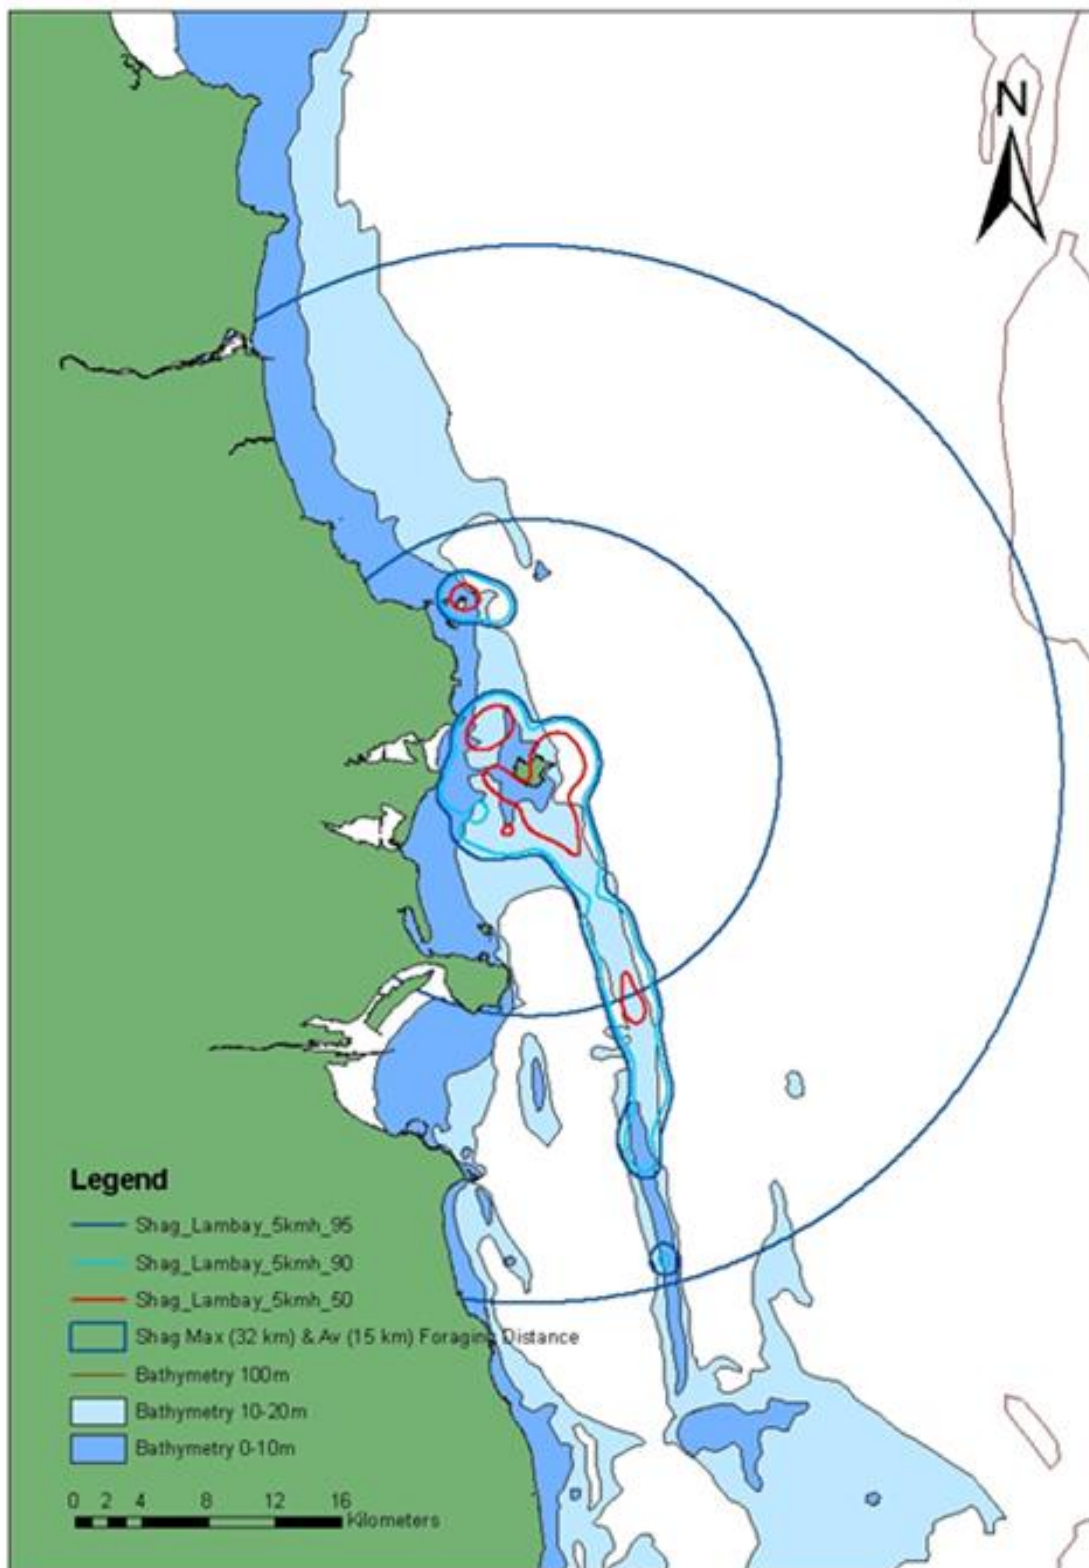 N
Legend
Shag_Lambay_5kmh_95
Shag_Lambay_5kmh_90
Shag_Lambay_5kmh_50
Shag Max (32 km) & Av (15 km) Foraging Distance
Bathymetry 100m
Bathymetry 10-20m
Bathymetry 0-10m
0 2 4 8 12 16
Kilometers